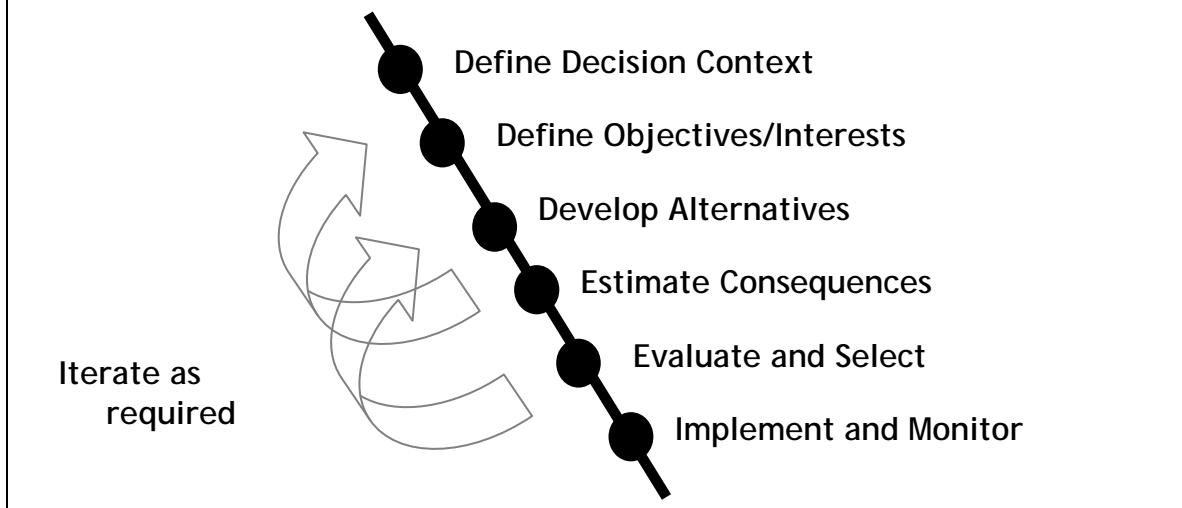 Define Decision Context
Define Objectives/Interests
Develop Alternatives
Estimate Consequences
Evaluate and Select
Iterate as
required
Implement and Monitor